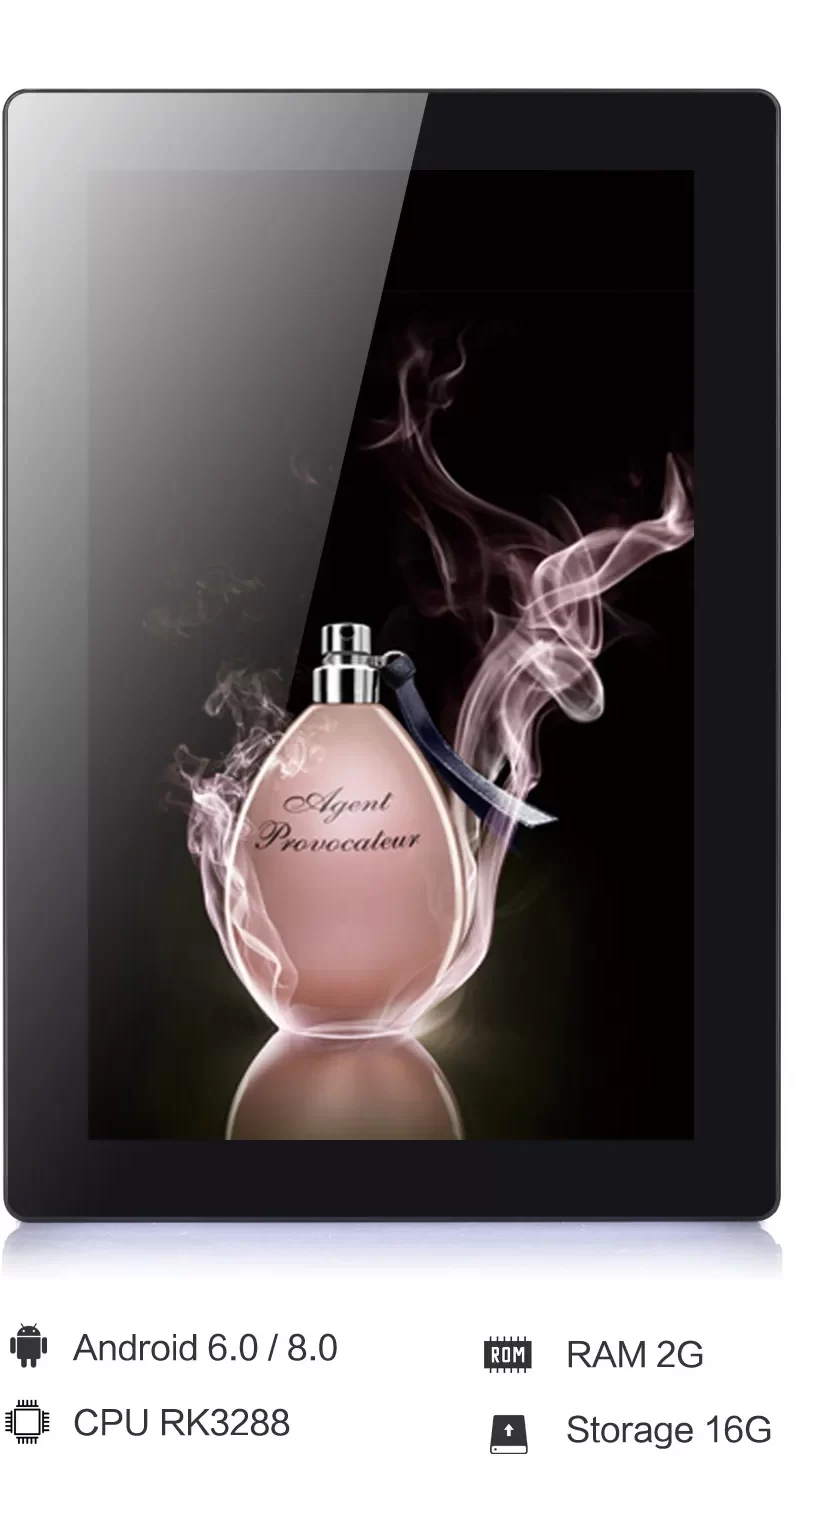 Agent
Provocateur
Android 6.0 / 8.0
ROM
RAM 2G
CPU RK3288
Storage 16G